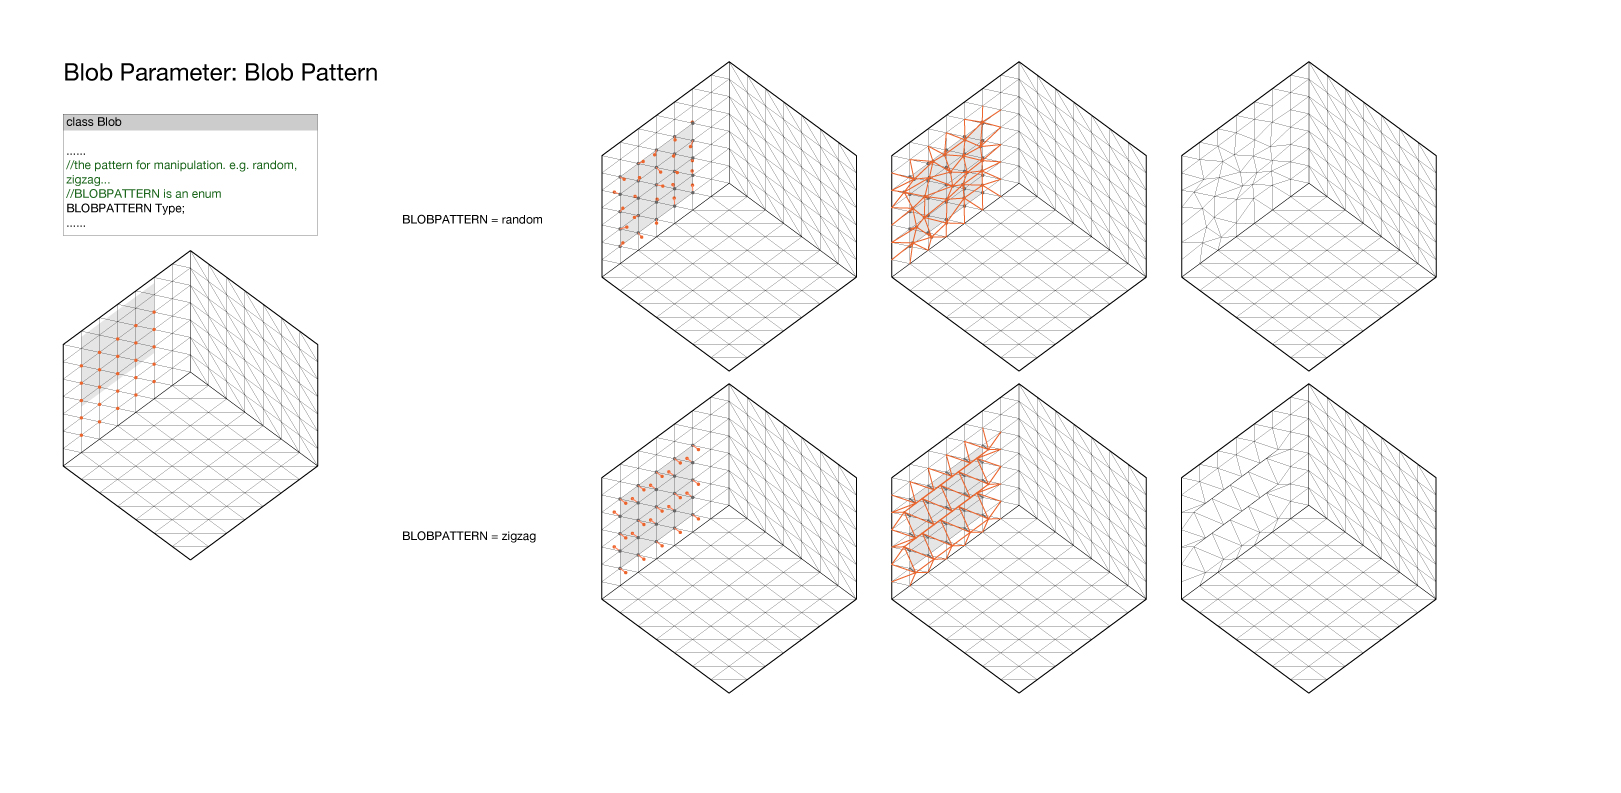 Blob Parameter: Blob Pattern
class Blob
......
//the pattern for manipulation. e.g. random,
zigzag...
//BLOBPATTERN is an enum
BLOBPATTERN Type;
......
BLOBPATTERN = random
BLOBPATTERN = zigzag